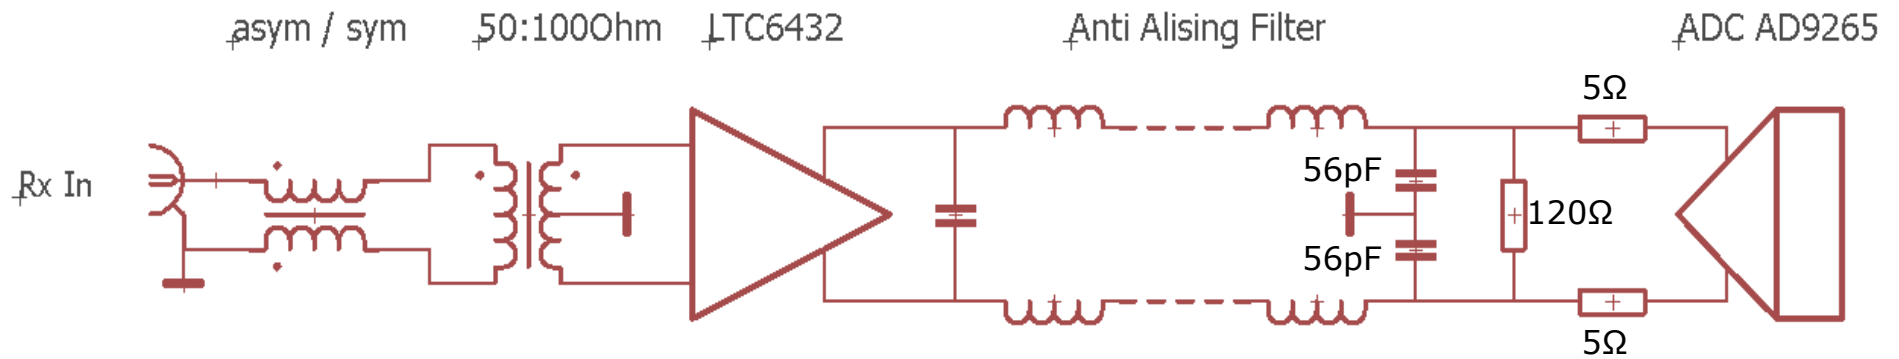 asym / sym
50:100Ohm
LTC6432
Anti Alising Filter
ADC AD9265
5Ω
Rx In
56pF
120Ω
56pF
5Ω